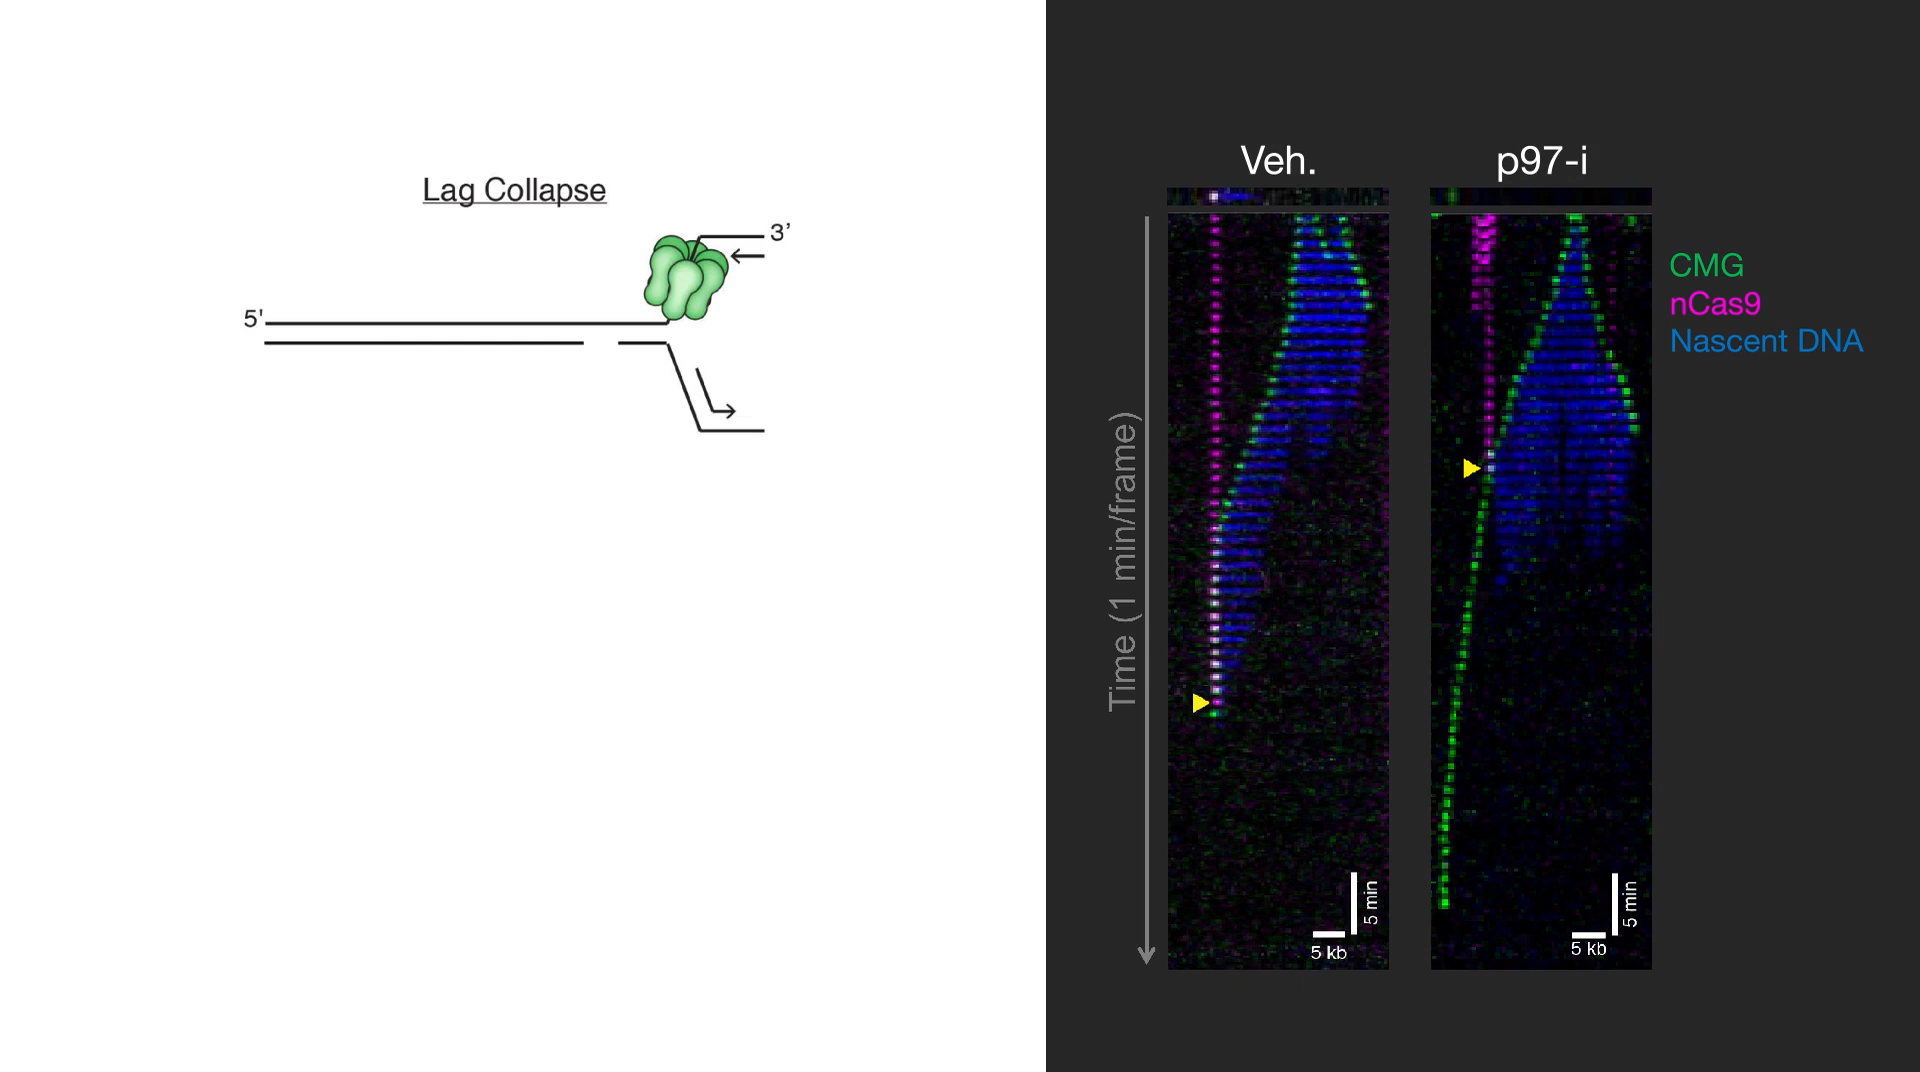 Lag Collapse
3’
5'
Veh.
p97-i
CMG
nCas9
Nascent DNA
Time (1 min/frame)
5 min
5 kb
5 min
5 kb